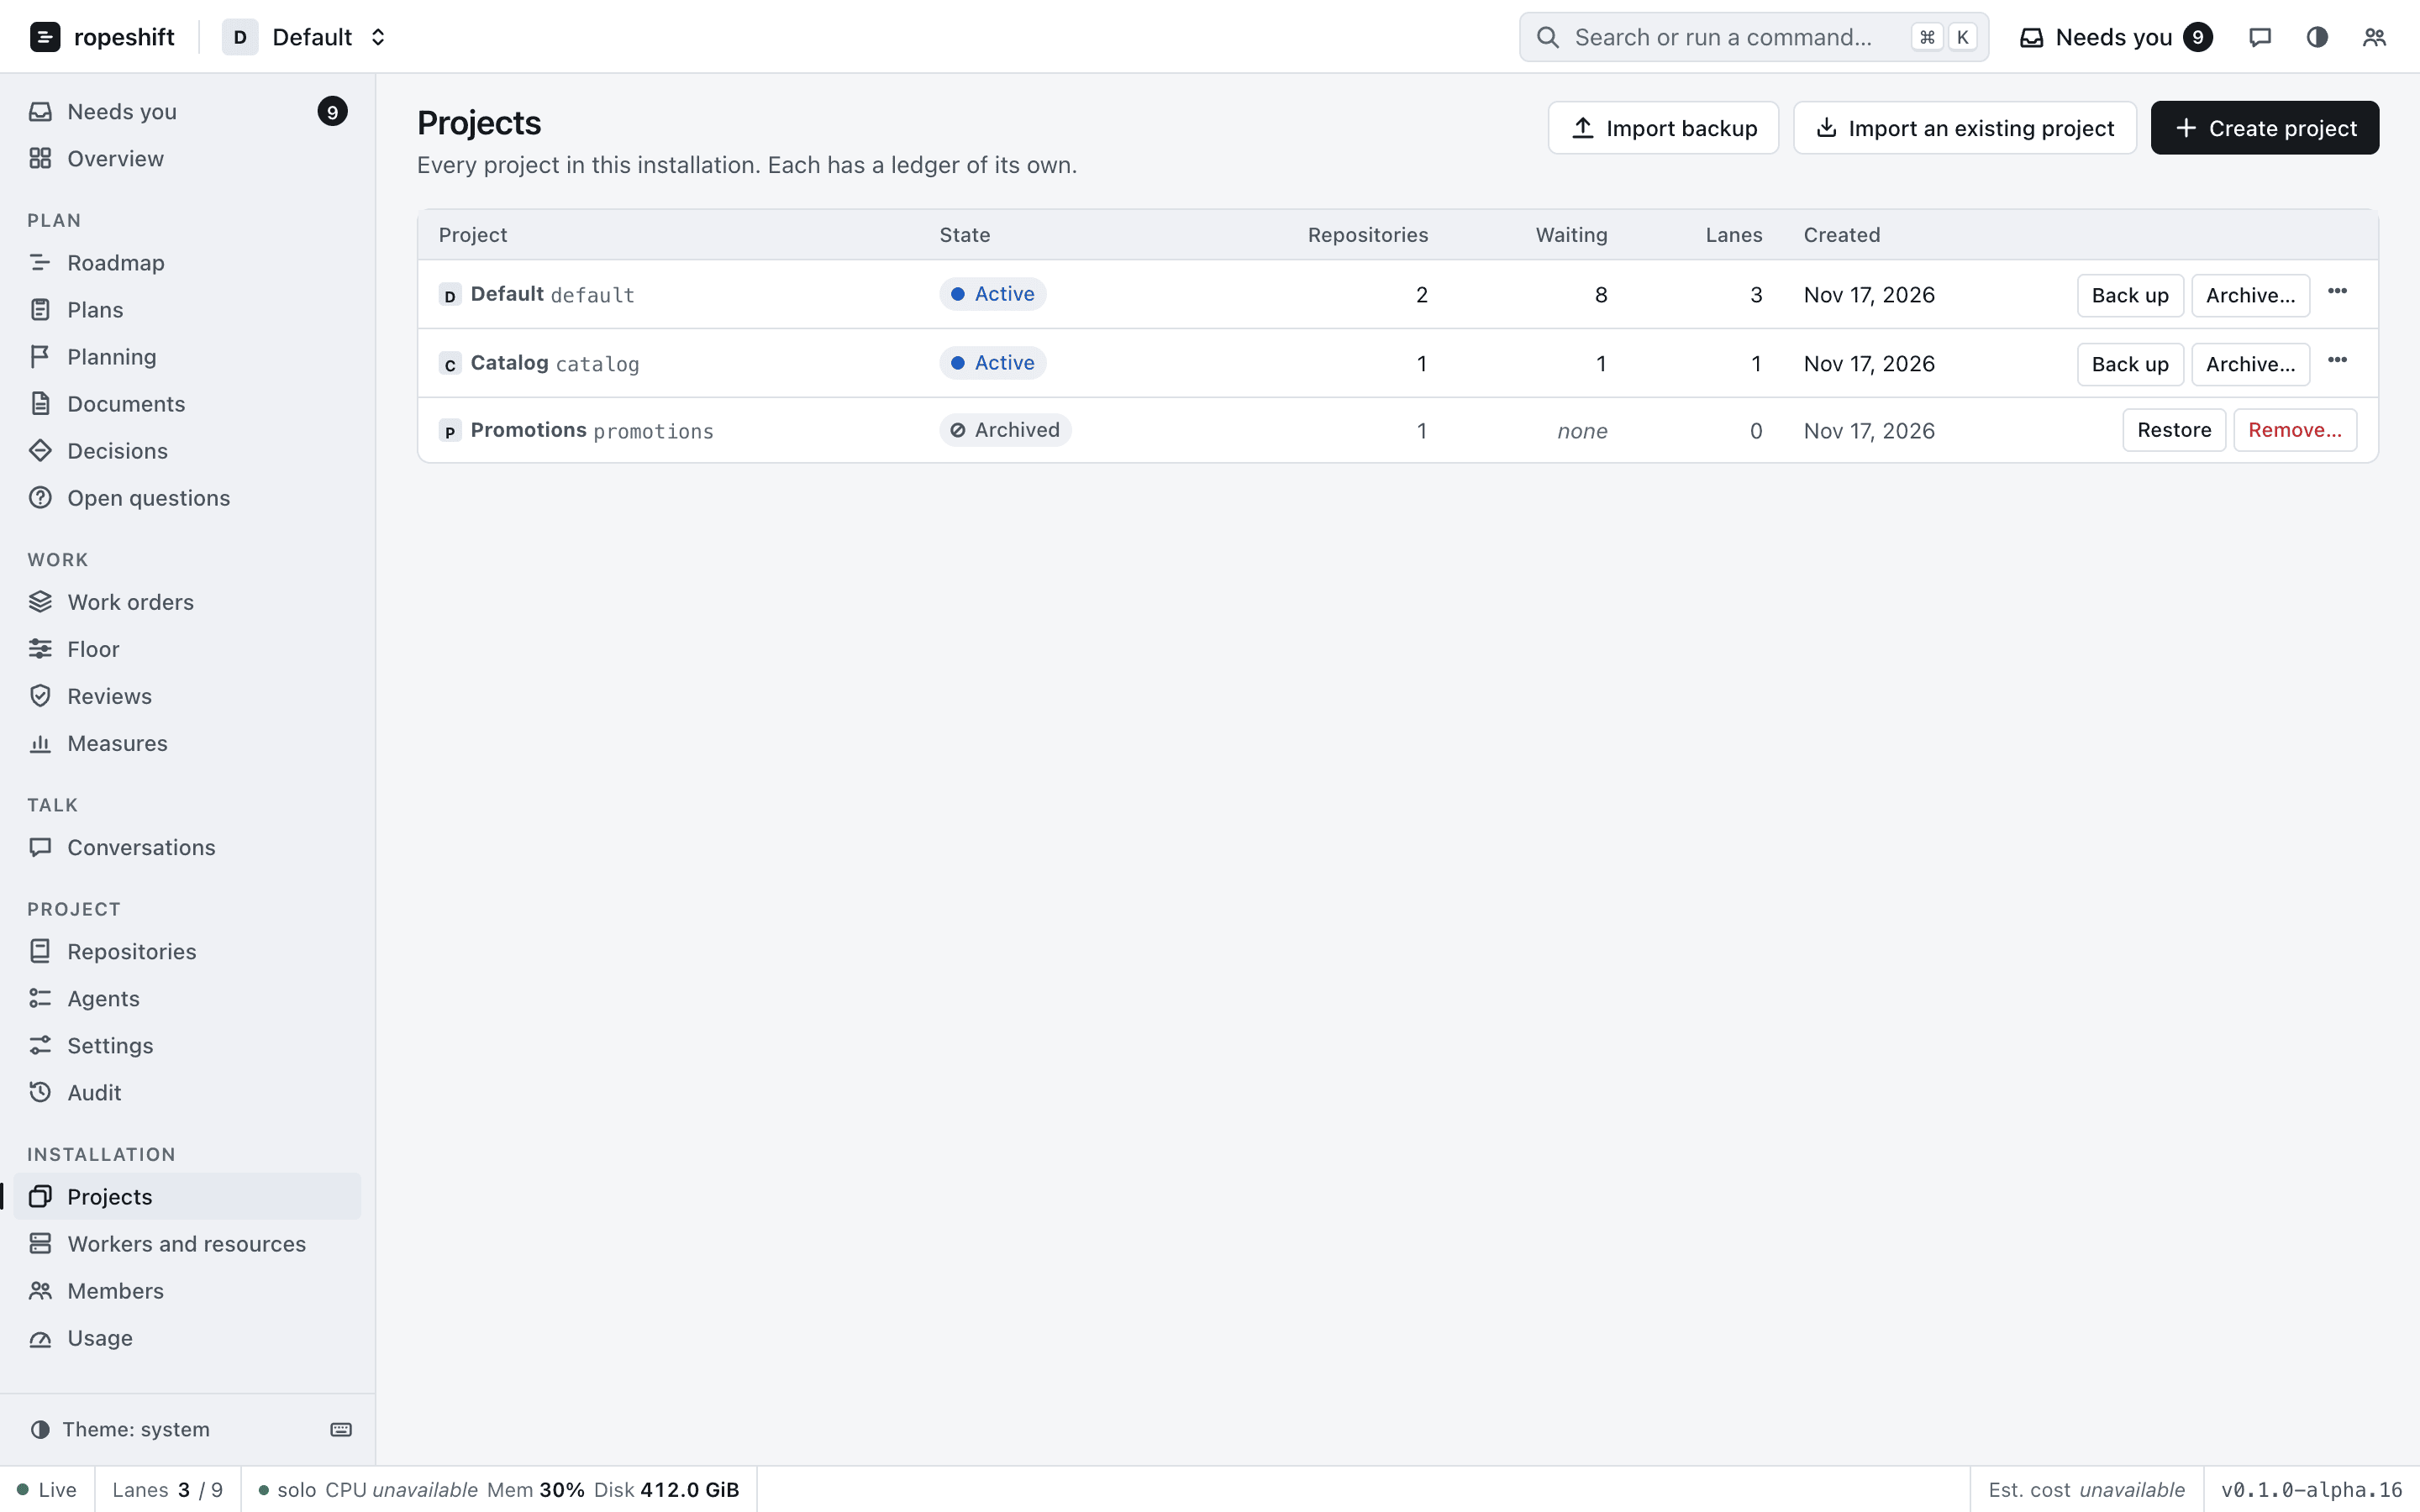 ropeshift D Default Search or run a command... ⌘ K Needs you 9
Needs you 9
Overview
PLAN
Roadmap
Plans
Planning
Documents
Decisions
Open questions
WORK
Work orders
Floor
Reviews
Measures
TALK
Conversations
PROJECT
Repositories
Agents
Settings
Audit
INSTALLATION
Projects
Workers and resources
Members
Usage
Theme: system
Projects
Every project in this installation. Each has a ledger of its own.
Import backup Import an existing project Create project
Project State Repositories Waiting Lanes Created
D Default default Active 2 8 3 Nov 17, 2026 Back up Archive...
C Catalog catalog Active 1 1 1 Nov 17, 2026 Back up Archive...
P Promotions promotions Archived 1 none 0 Nov 17, 2026 Restore Remove...
Live Lanes 3 / 9 solo CPU unavailable Mem 30% Disk 412.0 GiB Est. cost unavailable v0.1.0-alpha.16